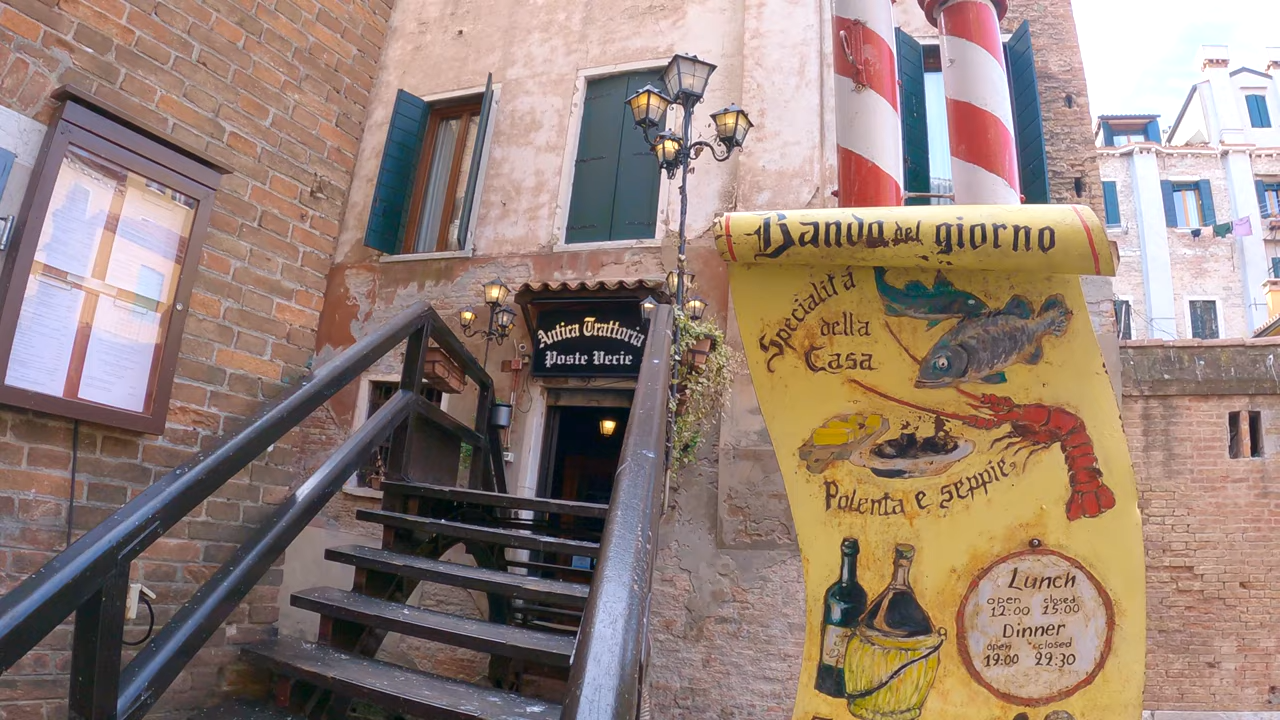 Antica Trattoria
Poste Vecie
Bando del giorno
Specialitá
della
Casa
Polenta e seppie
Lunch
open closed
12:00 15:00
Dinner
open closed
19:00 22:30